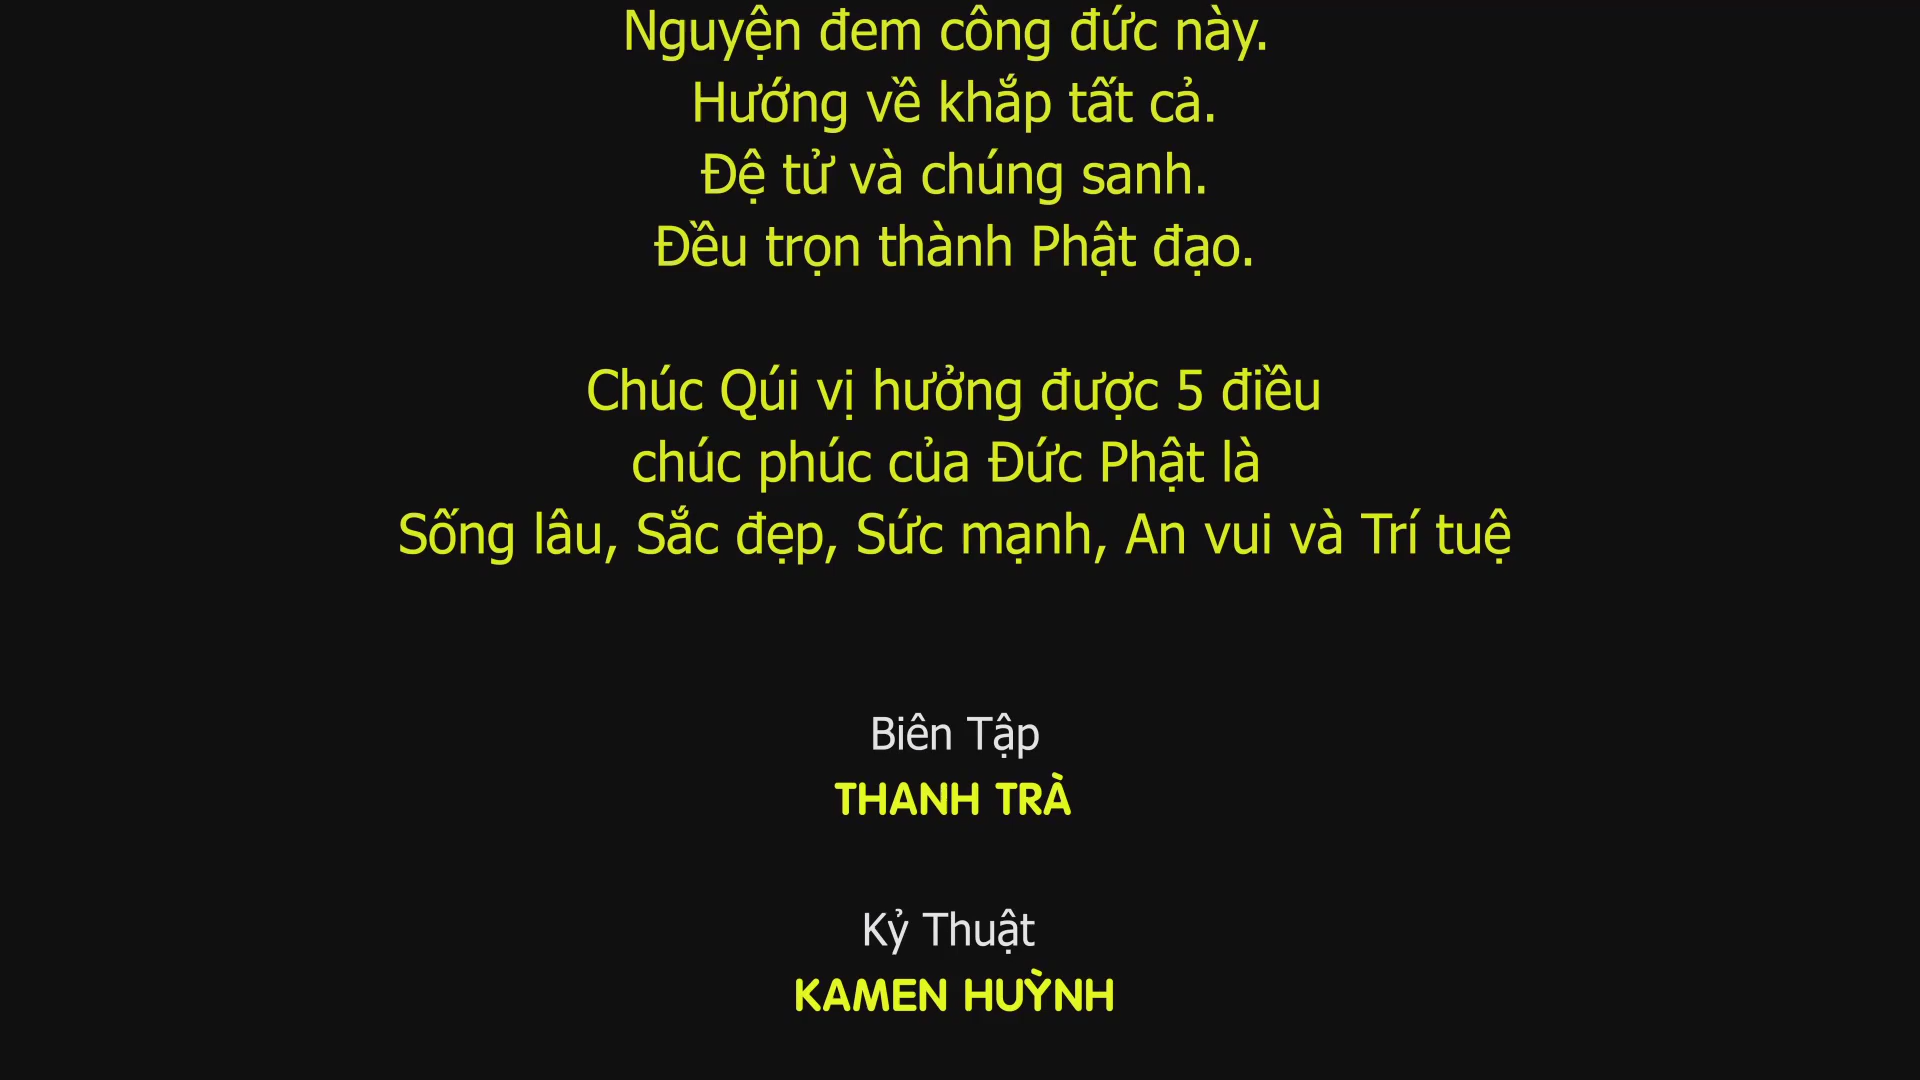 Nguyện đem công đức này.
Hướng về khắp tất cả.
Đệ tử và chúng sanh.
Đều trọn thành Phật đạo.
Chúc Qúi vị hưởng được 5 điều
chúc phúc của Đức Phật là
Sống lâu, Sắc đẹp, Sức mạnh, An vui và Trí tuệ
Biên Tập
THANH TRÀ
Kỷ Thuật
KAMEN HUỲNH